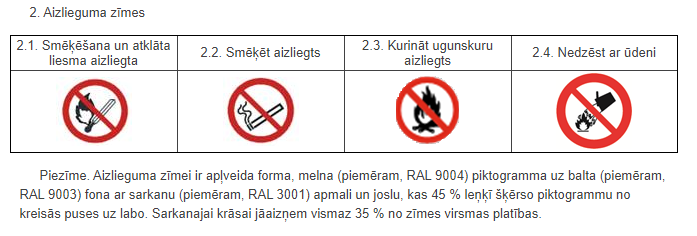 2. Aizlieguma zīmes
2.1. Smēķēšana un atklāta
liesma aizliegta
2.2. Smēķēt aizliegts
2.3. Kurināt ugunskuru
aizliegts
2.4. Nedzēst ar ūdeni
Piezīme. Aizlieguma zīmei ir apļveida forma, melna (piemēram, RAL 9004) piktogramma uz balta (piemēram,
RAL 9003) fona ar sarkanu (piemēram, RAL 3001) apmali un joslu, kas 45 % leņķī šķērso piktogrammu no
kreisās puses uz labo. Sarkanajai krāsai jāaizņem vismaz 35 % no zīmes virsmas platības.